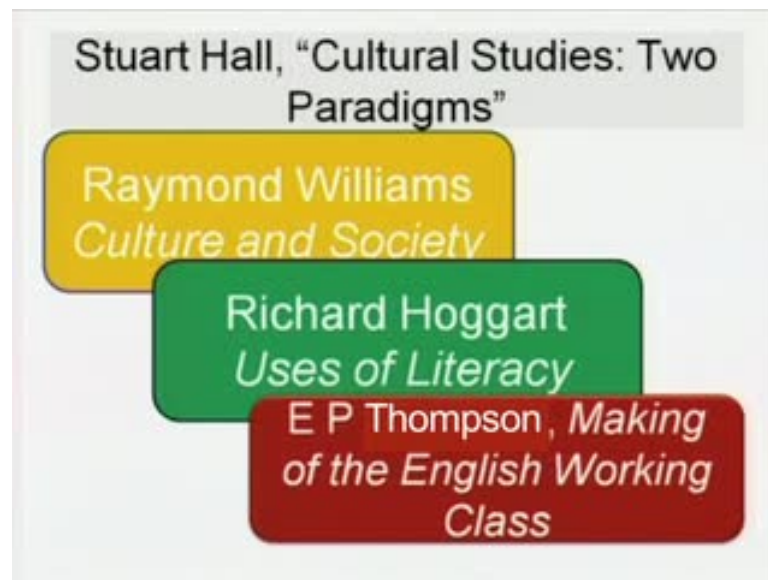 Stuart Hall, “Cultural Studies: Two
Paradigms”
Raymond Williams
Culture and Society
Richard Hoggart
Uses of Literacy
E P Thompson, Making
of the English Working
Class